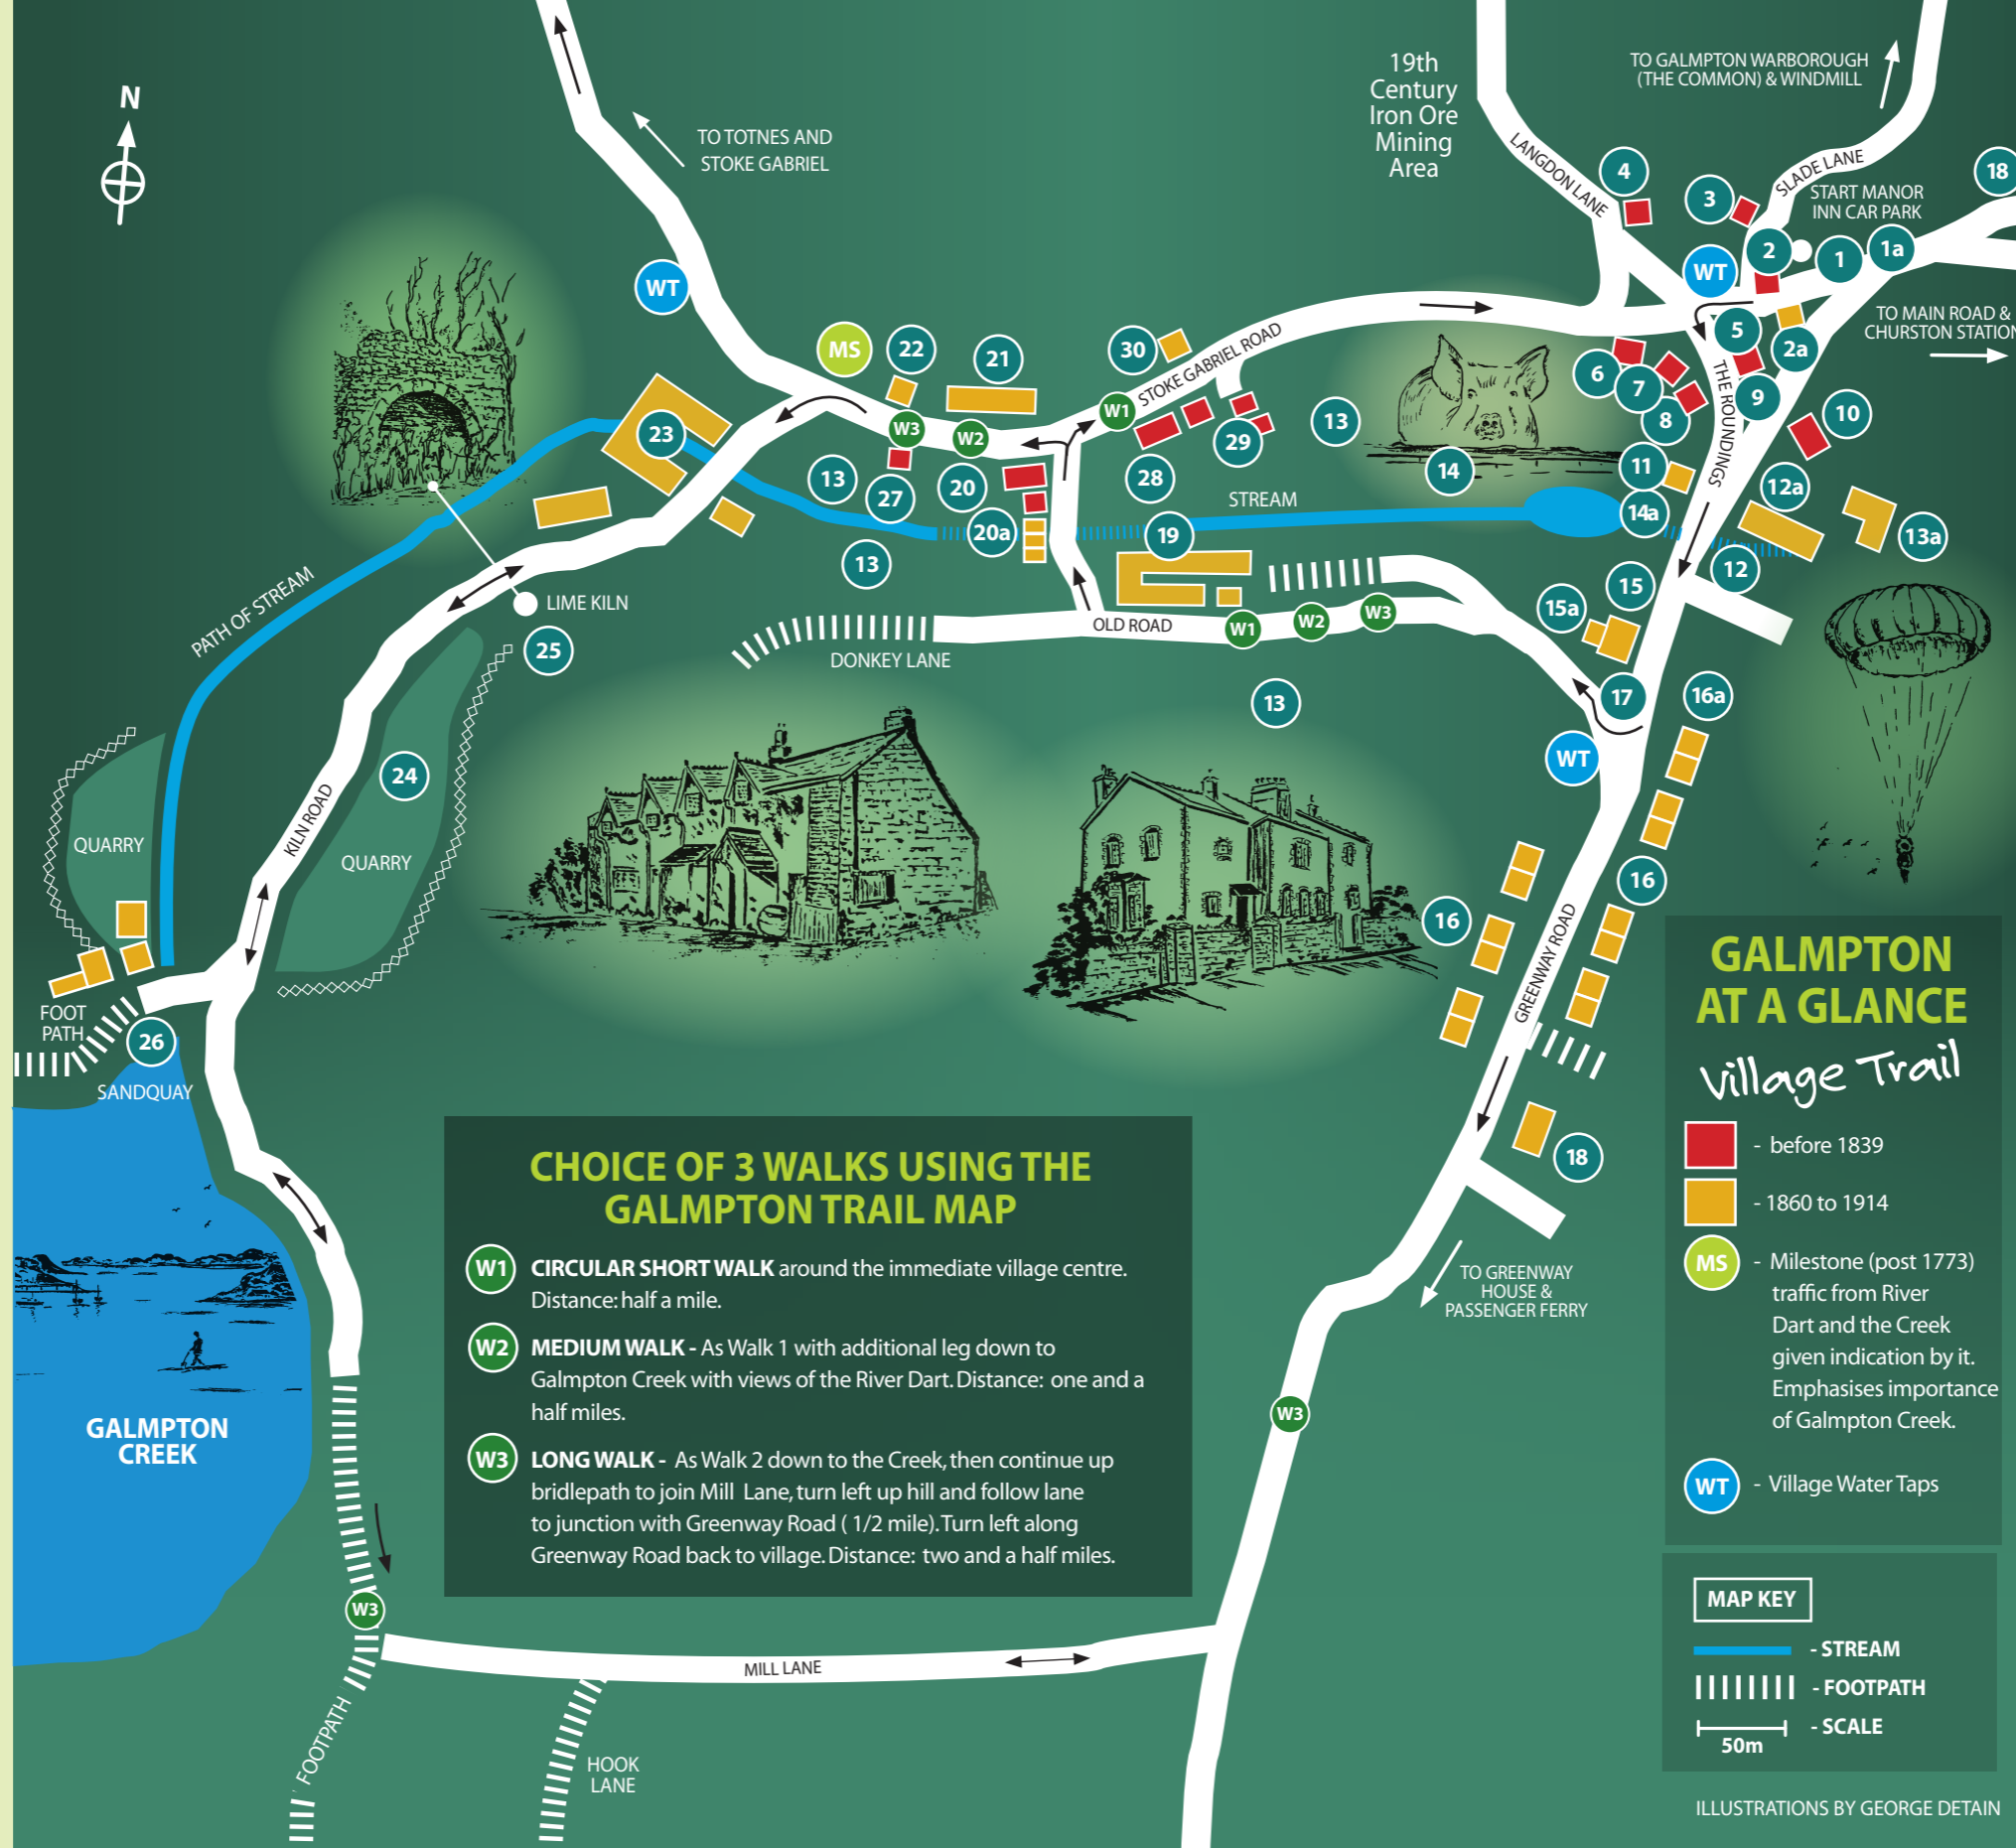 N
19th
Century
Iron Ore
Mining
Area
TO GALMPTON WARBOROUGH
(THE COMMON) & WINDMILL
TO TOTNES AND
STOKE GABRIEL
LANGDON LANE
4
3
SLADE LANE
START MANOR
INN CAR PARK
18
2
1
1a
WT
WT
TO MAIN ROAD &
CHURSTON STATION
MS
22
21
30
STOKE GABRIEL ROAD
5
2a
6
7
8
9
THE ROUNDINGS
10
W1
W3
W2
23
29
13
14
11
12a
13
27
20
28
STREAM
14a
20a
19
13a
13
12
PATH OF STREAM
LIME KILN
25
DONKEY LANE
OLD ROAD
W1
W2
W3
15a
15
13
17
16a
WT
24
QUARRY
QUARRY
KILN ROAD
16
16
GREENWAY ROAD
FOOT
PATH
26
SANDQUAY
18
TO GREENWAY
HOUSE &
PASSENGER FERRY
W3
GALMPTON
CREEK
W3
MILL LANE
FOOTPATH
HOOK
LANE
CHOICE OF 3 WALKS USING THE
GALMPTON TRAIL MAP
W1 CIRCULAR SHORT WALK around the immediate village centre.
Distance: half a mile.
W2 MEDIUM WALK - As Walk 1 with additional leg down to
Galmpton Creek with views of the River Dart. Distance: one and a
half miles.
W3 LONG WALK - As Walk 2 down to the Creek, then continue up
bridlepath to join Mill Lane, turn left up hill and follow lane
to junction with Greenway Road ( 1/2 mile). Turn left along
Greenway Road back to village. Distance: two and a half miles.
GALMPTON
AT A GLANCE
Village Trail
- before 1839
- 1860 to 1914
MS - Milestone (post 1773)
traffic from River
Dart and the Creek
given indication by it.
Emphasises importance
of Galmpton Creek.
WT - Village Water Taps
MAP KEY
- STREAM
- FOOTPATH
- SCALE
50m
ILLUSTRATIONS BY GEORGE DETAIN